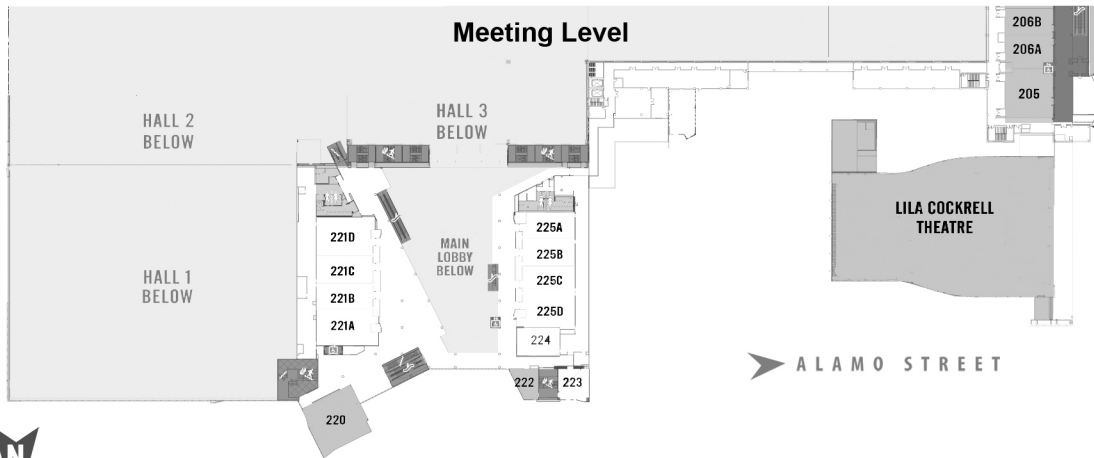 Meeting Level
206B
206A
205
HALL 2
BELOW
HALL 3
BELOW
LILA COCKRELL
THEATRE
221D
221C
221B
221A
MAIN
LOBBY
BELOW
225A
225B
225C
225D
224
HALL 1
BELOW
222
223
220
ALAMO STREET
N